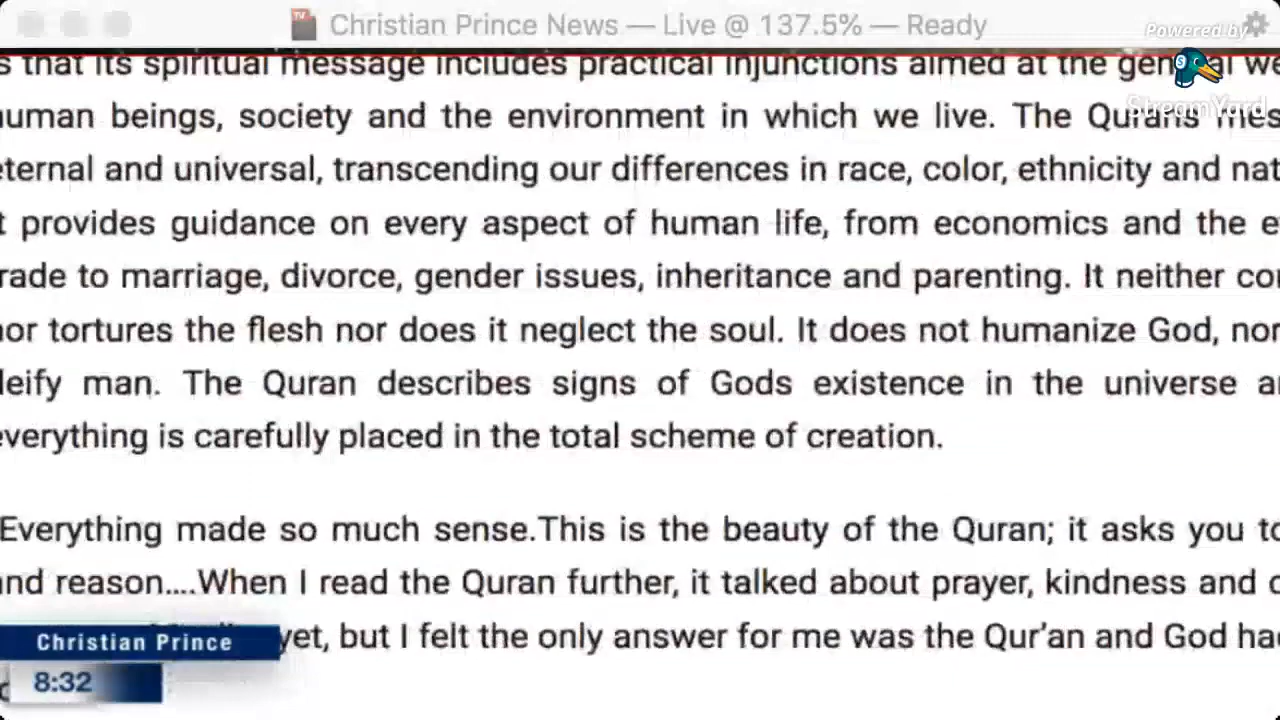 Christian Prince News — Live @ 137.5% — Ready
Powered by
StreamYard
s that its spiritual message includes practical injunctions aimed at the general we
uman beings, society and the environment in which we live. The Qurans mes
eternal and universal, transcending our differences in race, color, ethnicity and nat
t provides guidance on every aspect of human life, from economics and the e
rade to marriage, divorce, gender issues, inheritance and parenting. It neither con
nor tortures the flesh nor does it neglect the soul. It does not humanize God, nor
deify man. The Quran describes signs of Gods existence in the universe an
everything is carefully placed in the total scheme of creation.
Everything made so much sense.This is the beauty of the Quran; it asks you to
and reason....When I read the Quran further, it talked about prayer, kindness and c
yet, but I felt the only answer for me was the Qur’an and God had
Christian Prince
8:32